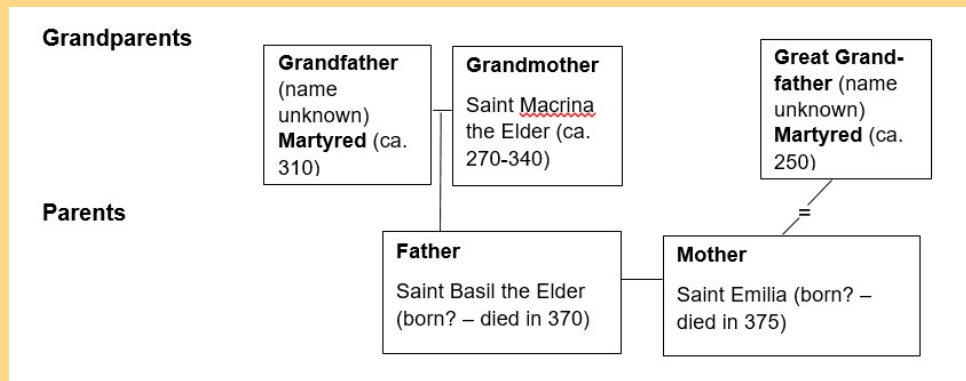 Grandparents
Grandfather
(name
unknown)
Martyred (ca.
310)
Grandmother
Saint Macrina
the Elder (ca.
270-340)
Great Grand-
father (name
unknown)
Martyred (ca.
250)
=
Parents
Father
Saint Basil the Elder
(born? – died in 370)
Mother
Saint Emilia (born? –
died in 375)